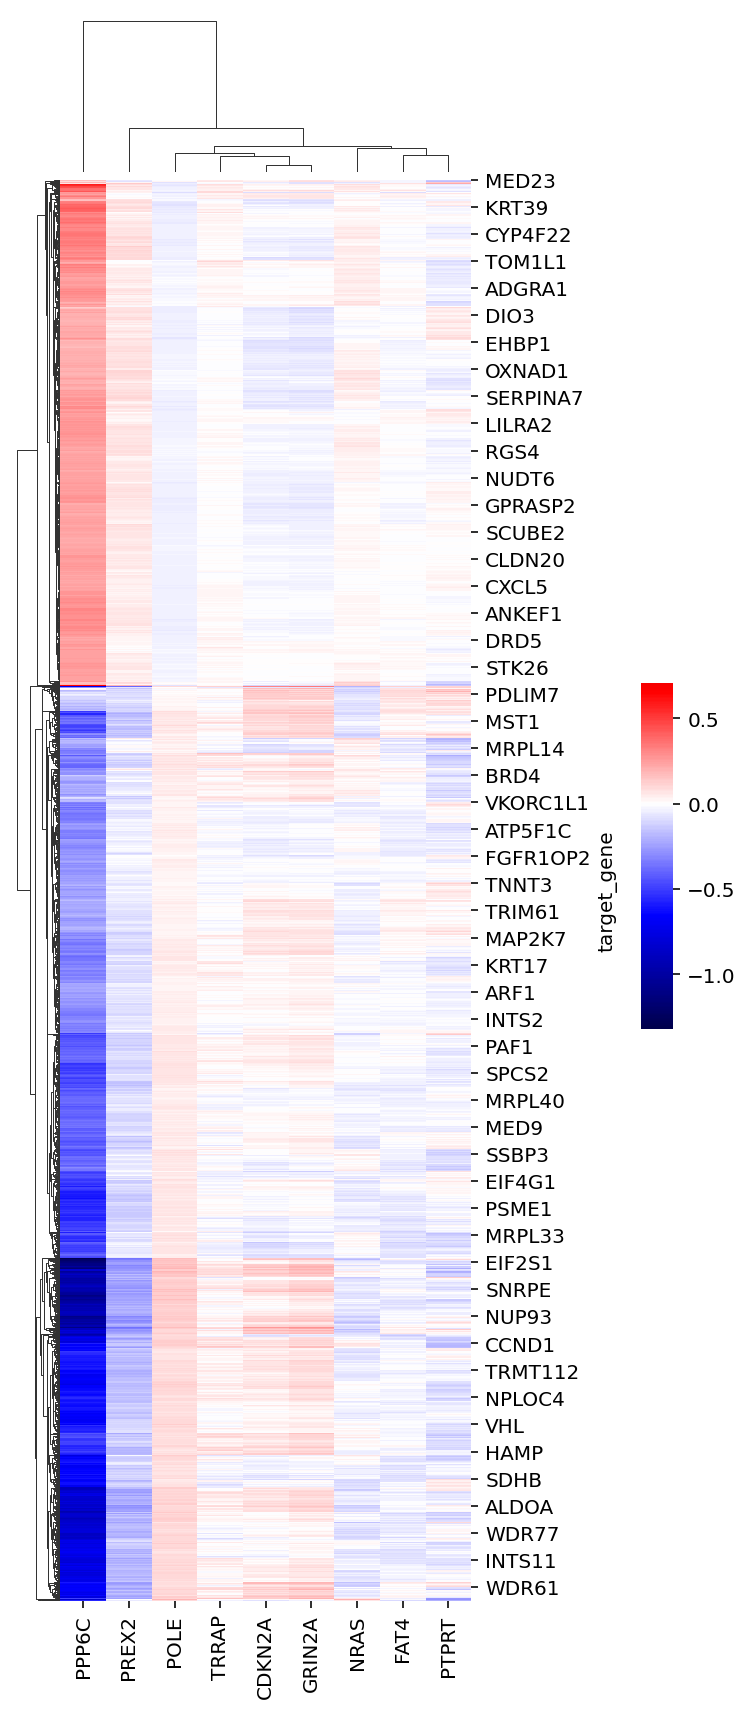 MED23
KRT39
CYP4F22
TOM1L1
ADGRA1
DIO3
EHBP1
OXNAD1
SERPINA7
LILRA2
RGS4
NUDT6
GPRASP2
SCUBE2
CLDN20
CXCL5
ANKEF1
DRD5
STK26
PDLIM7
MST1
MRPL14
BRD4
VKORC1L1
ATP5F1C
FGFR1OP2
TNNT3
TRIM61
MAP2K7
KRT17
ARF1
INTS2
PAF1
SPCS2
MRPL40
MED9
SSBP3
EIF4G1
PSME1
MRPL33
EIF2S1
SNRPE
NUP93
CCND1
TRMT112
NPLOC4
VHL
HAMP
SDHB
ALDOA
WDR77
INTS11
WDR61
target_gene
0.5
0.0
−0.5
−1.0
PPP6C
PREX2
POLE
TRRAP
CDKN2A
GRIN2A
NRAS
FAT4
PTPRT